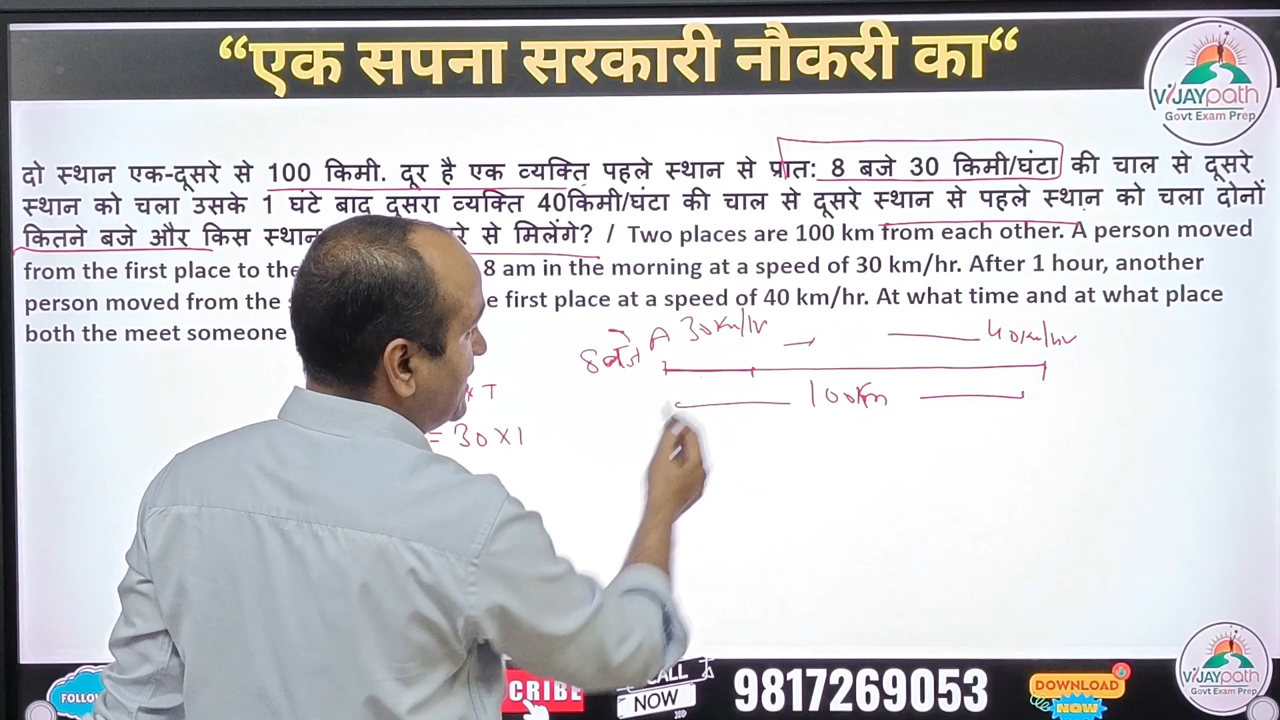 “एक सपना सरकारी नौकरी का“
ViJAYpath
Govt Exam Prep
दो स्थान एक-दूसरे से 100 किमी. दूर है एक व्यक्ति पहले स्थान से प्रात: 8 बजे 30 किमी/घंटा की चाल से दूसरे
स्थान को चला उसके 1 घंटे बाद दूसरा व्यक्ति 40किमी/घंटा की चाल से दूसरे स्थान से पहले स्थान को चला दोनों
कितने बजे और किस स्थान रे से मिलेंगे? / Two places are 100 km from each other. A person moved
from the first place to the 8 am in the morning at a speed of 30 km/hr. After 1 hour, another
person moved from the e first place at a speed of 40 km/hr. At what time and at what place
both the meet someone
8 बजे A 30km/hr 40km/hr
100km
x T
= 30 x 1
FOLLO
CRIBE
CALL
NOW
9817269053
DOWNLOAD
NOW
ViJAYpath
Govt Exam Prep